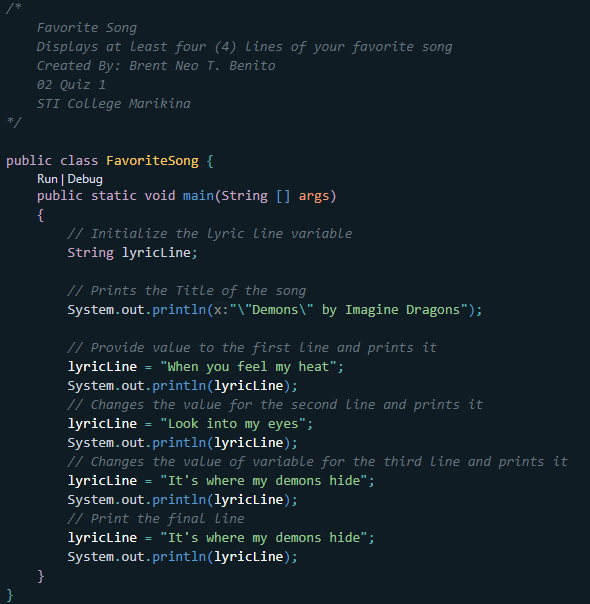 /*
    Favorite Song
    Displays at least four (4) lines of your favorite song
    Created By: Brent Neo T. Benito
    02 Quiz 1
    STI College Marikina
*/

public class FavoriteSong {
    Run | Debug
    public static void main(String [] args)
    {
        // Initialize the lyric line variable
        String lyricLine;

        // Prints the Title of the song
        System.out.println(x:"\"Demons\" by Imagine Dragons");

        // Provide value to the first line and prints it
        lyricLine = "When you feel my heat";
        System.out.println(lyricLine);
        // Changes the value for the second line and prints it
        lyricLine = "Look into my eyes";
        System.out.println(lyricLine);
        // Changes the value of variable for the third line and prints it
        lyricLine = "It's where my demons hide";
        System.out.println(lyricLine);
        // Print the final line
        lyricLine = "It's where my demons hide";
        System.out.println(lyricLine);
    }
}